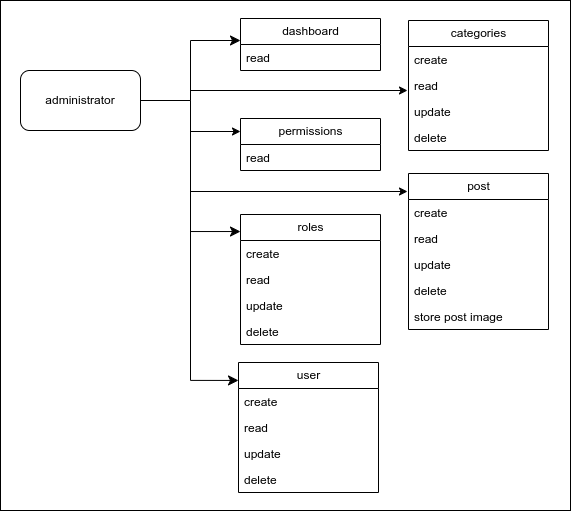 administrator
dashboard
read
categories
create
read
update
delete
permissions
read
post
create
read
update
delete
store post image
roles
create
read
update
delete
user
create
read
update
delete